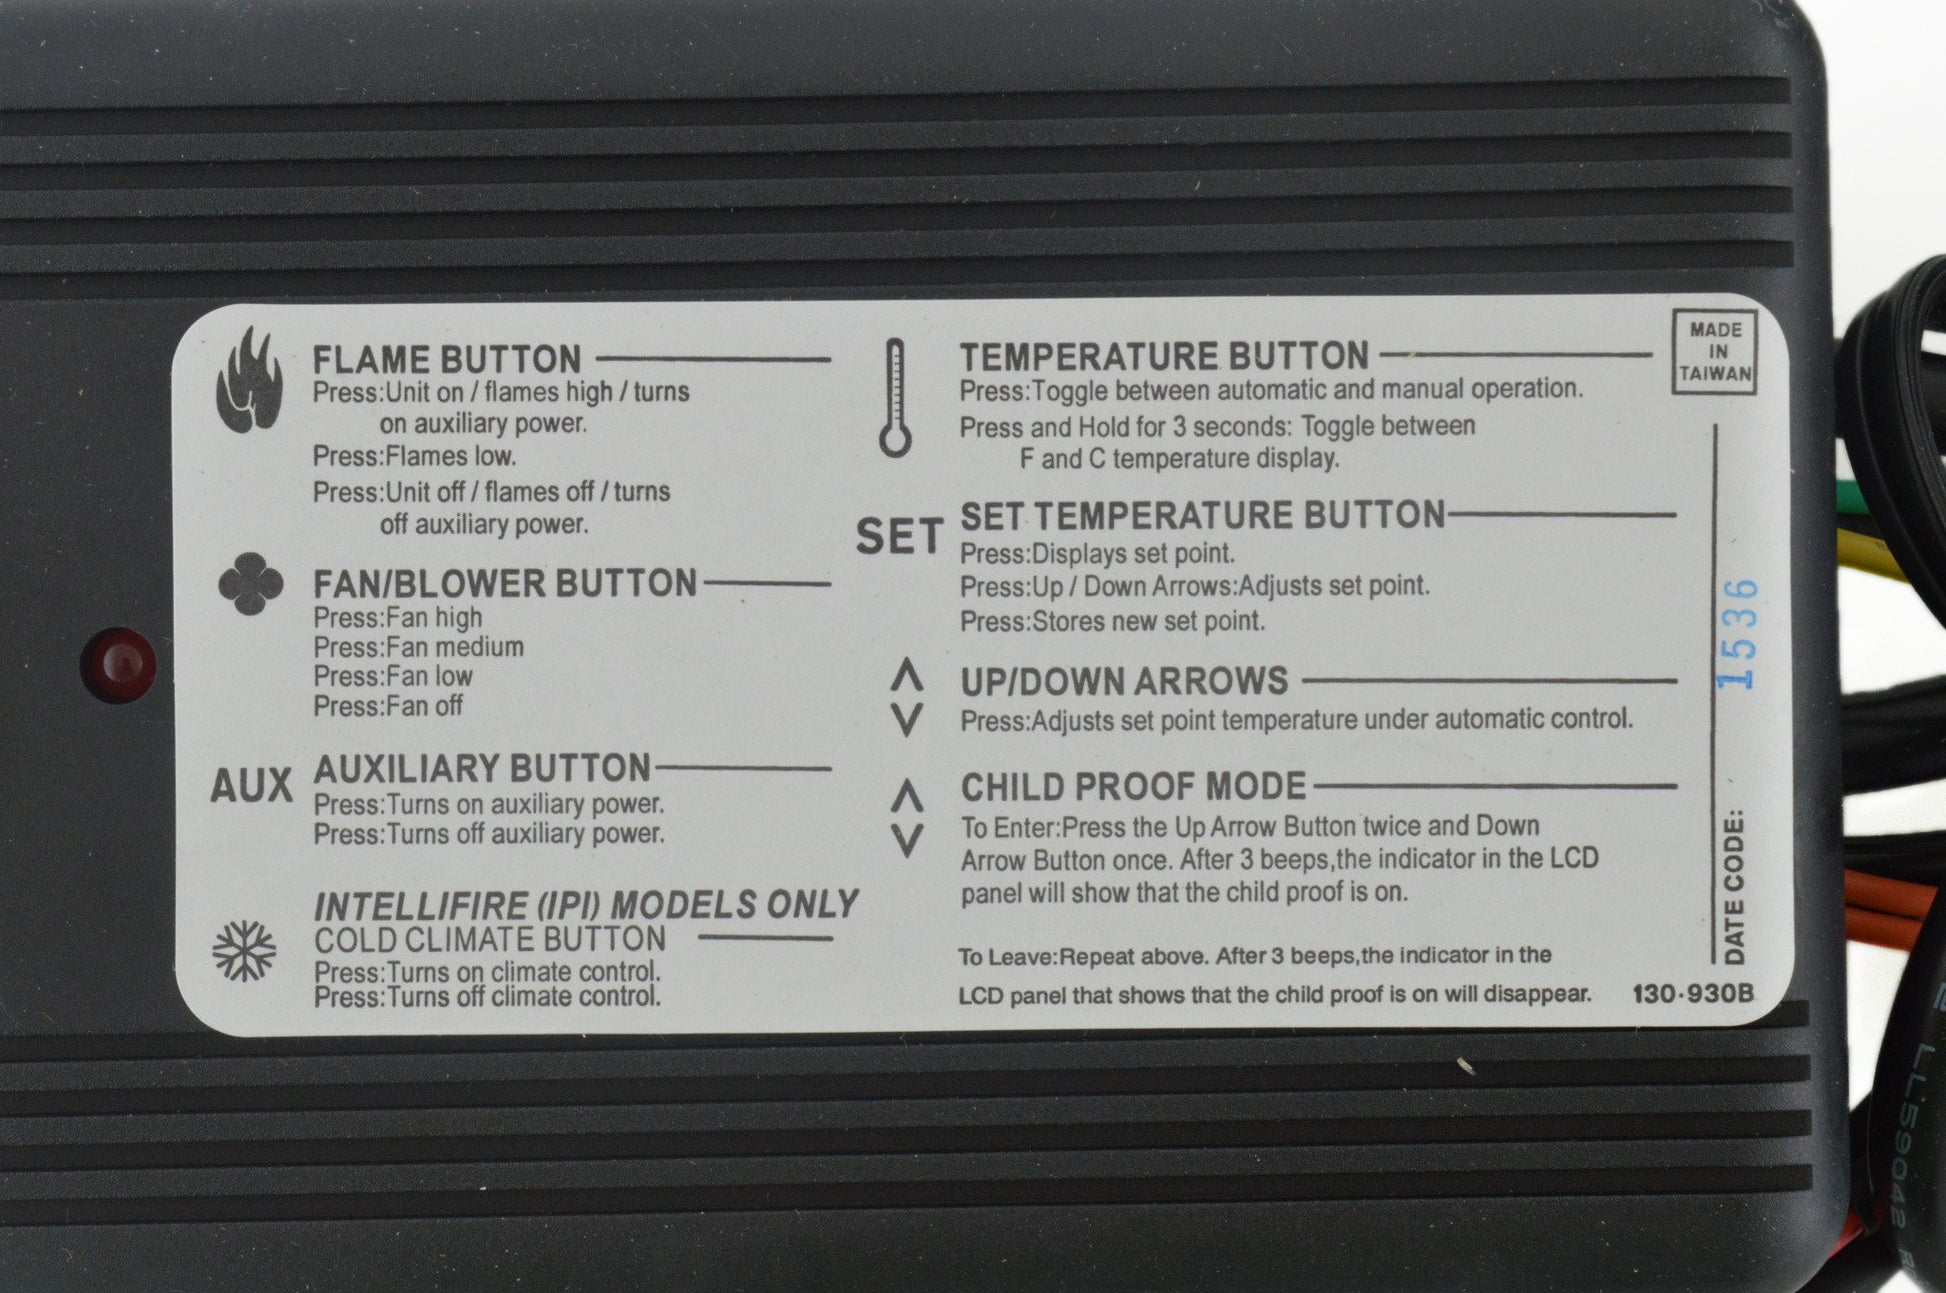 FLAME BUTTON
Press:Unit on / flames high / turns
on auxiliary power.
Press:Flames low.
Press:Unit off / flames off / turns
off auxiliary power.
FAN/BLOWER BUTTON
Press:Fan high
Press:Fan medium
Press:Fan low
Press:Fan off
AUX
AUXILIARY BUTTON
Press:Turns on auxiliary power.
Press:Turns off auxiliary power.
INTELLIFIRE (IPI) MODELS ONLY
COLD CLIMATE BUTTON
Press:Turns on climate control.
Press:Turns off climate control.
TEMPERATURE BUTTON
Press:Toggle between automatic and manual operation.
Press and Hold for 3 seconds: Toggle between
F and C temperature display.
SET
SET TEMPERATURE BUTTON
Press:Displays set point.
Press:Up / Down Arrows:Adjusts set point.
Press:Stores new set point.
UP/DOWN ARROWS
Press:Adjusts set point temperature under automatic control.
CHILD PROOF MODE
To Enter:Press the Up Arrow Button twice and Down
Arrow Button once. After 3 beeps,the indicator in the LCD
panel will show that the child proof is on.
To Leave:Repeat above. After 3 beeps,the indicator in the
LCD panel that shows that the child proof is on will disappear.
130-930B
MADE
IN
TAIWAN
DATE CODE:
1536
LL59042